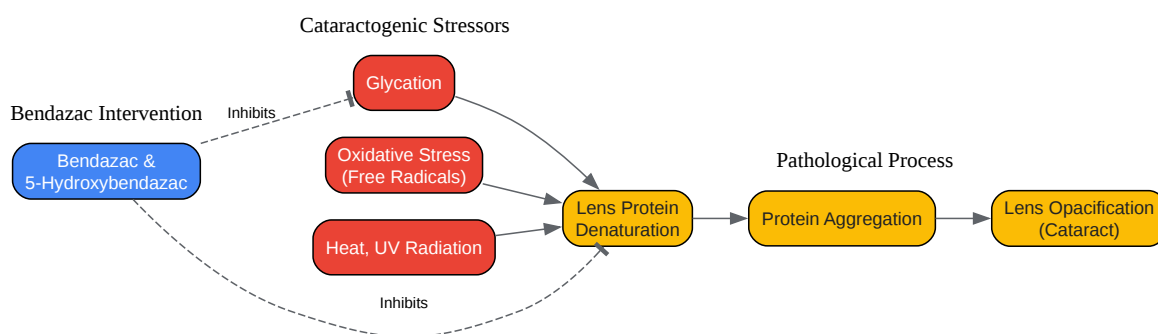 Cataractogenic Stressors
Glycation
Inhibits
Bendazac Intervention
Bendazac &
5-Hydroxybendazac
Oxidative Stress
(Free Radicals)
Pathological Process
Lens Protein
Denaturation
Protein Aggregation
Lens Opacification
(Cataract)
Heat, UV Radiation
Inhibits